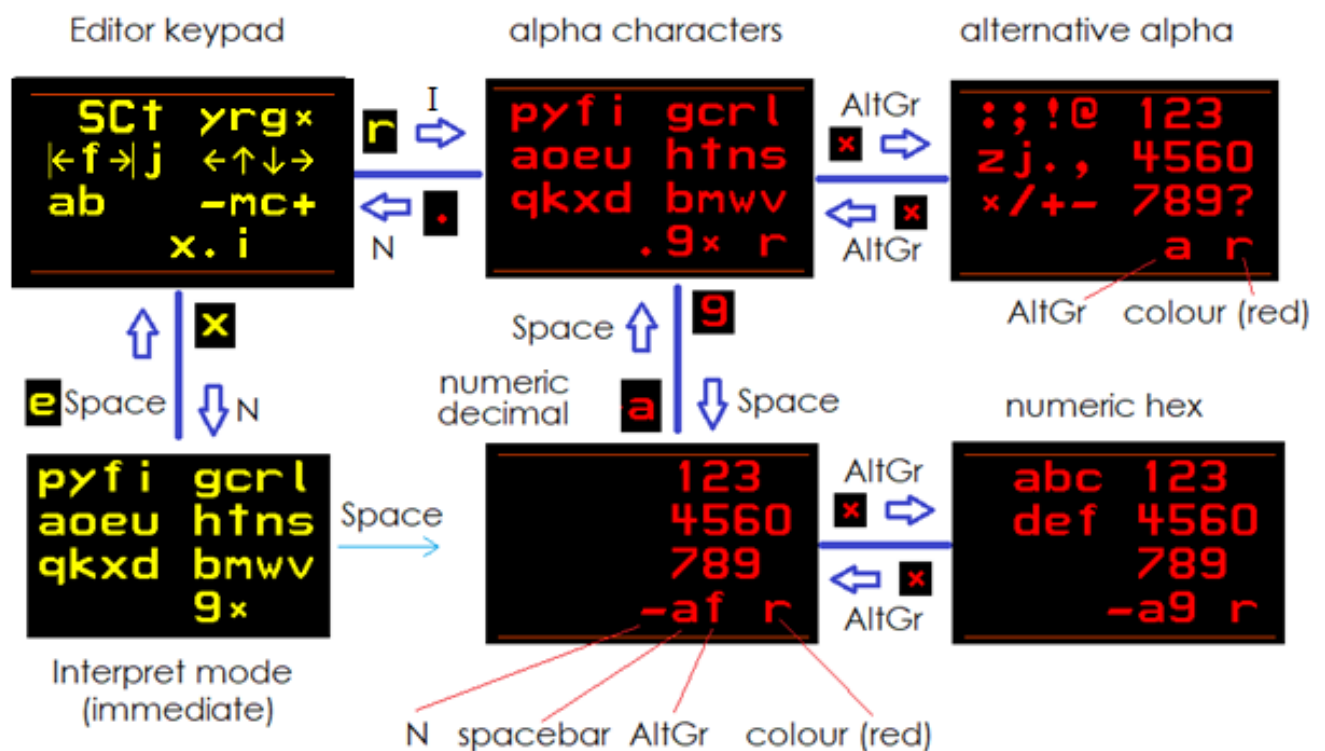 Editor keypad
SC† yrg×
|←f→| j ←↑↓→
ab -mc+
x.i
r
I
.
N
alpha characters
pyfi gcrl
aoeu htns
qkxd bmwv
.9× r
AltGr
×
×
AltGr
alternative alpha
:;!@ 123
zj., 4560
×/+- 789?
a r
AltGr colour (red)
x
e Space
N
Space
9
numeric
decimal
a
Space
numeric hex
pyfi gcrl
aoeu htns
qkxd bmwv
9×
Interpret mode
(immediate)
Space
123
4560
789
-af r
AltGr
×
×
AltGr
abc 123
def 4560
789
-a9 r
N spacebar AltGr colour (red)